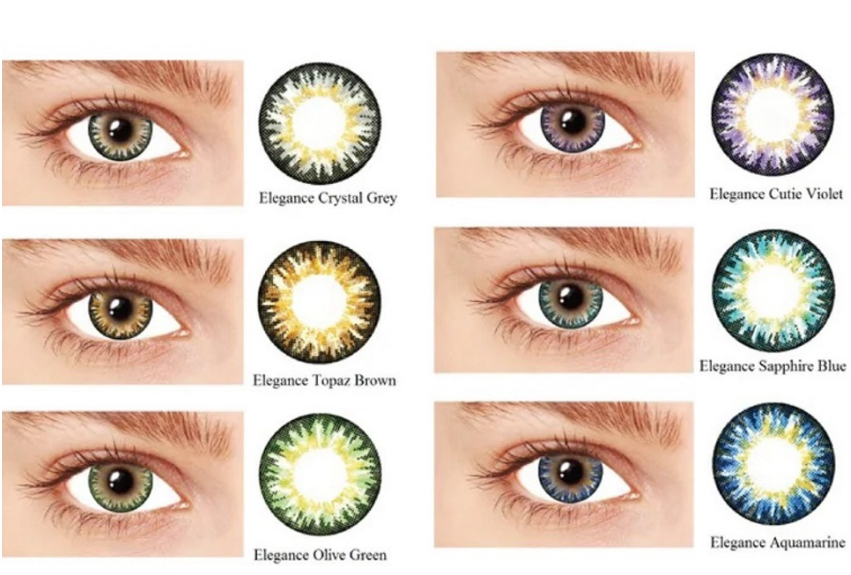 Elegance Crystal Grey
Elegance Cutie Violet
Elegance Topaz Brown
Elegance Sapphire Blue
Elegance Olive Green
Elegance Aquamarine